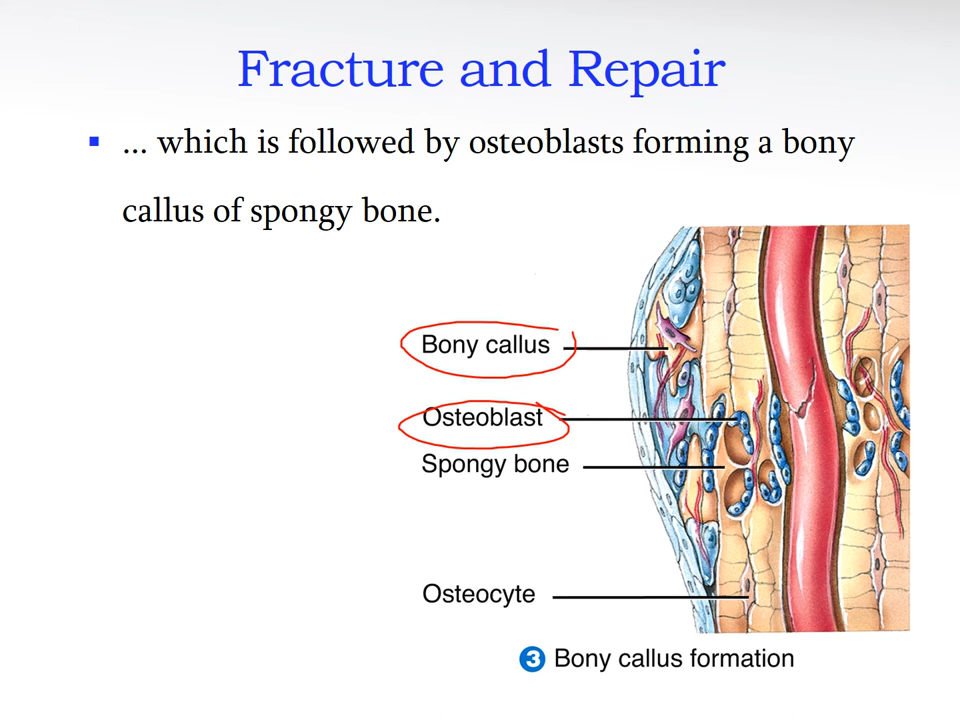 Fracture and Repair
... which is followed by osteoblasts forming a bony
callus of spongy bone.
Bony callus
Osteoblast
Spongy bone
Osteocyte
3 Bony callus formation